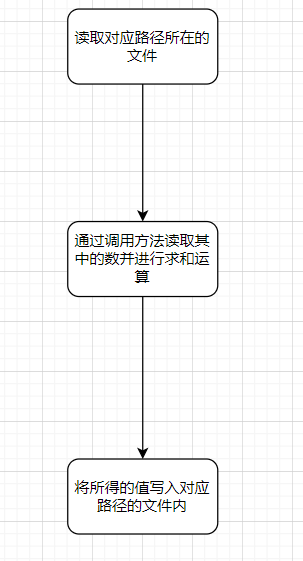 读取对应路径所在的
文件
通过调用方法读取其
中的数并进行求和运
算
将所得的值写入对应
路径的文件内